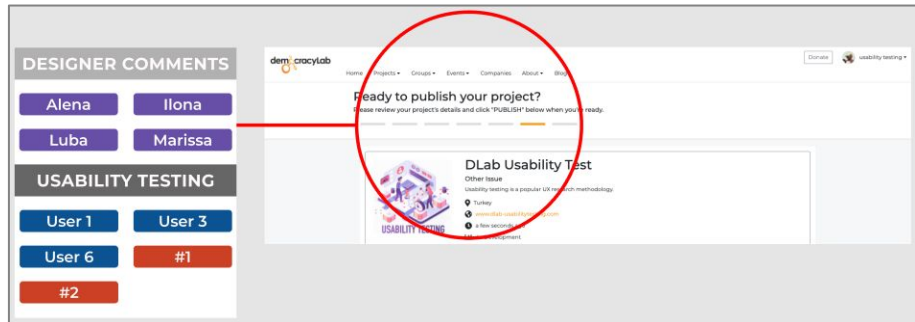 DESIGNER COMMENTS
Alena Ilona
Luba Marissa
USABILITY TESTING
User 1 User 3
User 6 #1
#2
democracylab
Home Projects Groups Events Companies About Blog
Donate usability testing
Ready to publish your project?
Please review your project's details and click "PUBLISH" below when you're ready.
DLab Usability Test
Other Issue
Usability testing is a popular UX research methodology
Turkey
a few seconds ago
USABILITY TESTING